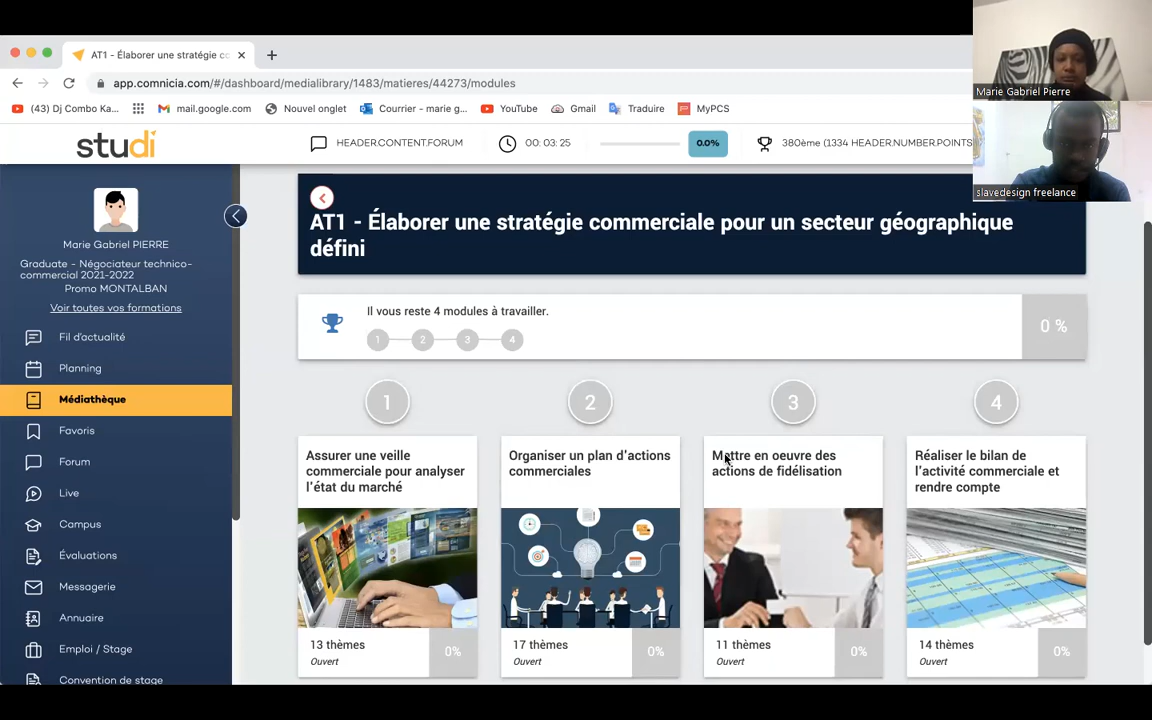 AT1 - Élaborer une stratégie cc
app.comnicia.com/#/dashboard/medialibrary/1483/matieres/44273/modules
(43) Dj Combo Ka...
mail.google.com
Nouvel onglet
Courrier - marie g...
YouTube
Gmail
Traduire
MyPCS
Marie Gabriel Pierre
slavedesign freelance
studi
HEADER.CONTENT.FORUM
00: 03: 25
0.0%
380ème (1334 HEADER.NUMBER.POINTS
Marie Gabriel PIERRE
Graduate - Négociateur technico-
commercial 2021-2022
Promo MONTALBAN
Voir toutes vos formations
Fil d'actualité
Planning
Médiathèque
Favoris
Forum
Live
Campus
Évaluations
Messagerie
Annuaire
Emploi / Stage
Convention de stage
AT1 - Élaborer une stratégie commerciale pour un secteur géographique
défini
Il vous reste 4 modules à travailler.
1 2 3 4
0 %
1
Assurer une veille
commerciale pour analyser
l'état du marché
13 thèmes
Ouvert
0%
2
Organiser un plan d'actions
commerciales
17 thèmes
Ouvert
0%
3
Mettre en oeuvre des
actions de fidélisation
11 thèmes
Ouvert
0%
4
Réaliser le bilan de
l'activité commerciale et
rendre compte
14 thèmes
Ouvert
0%